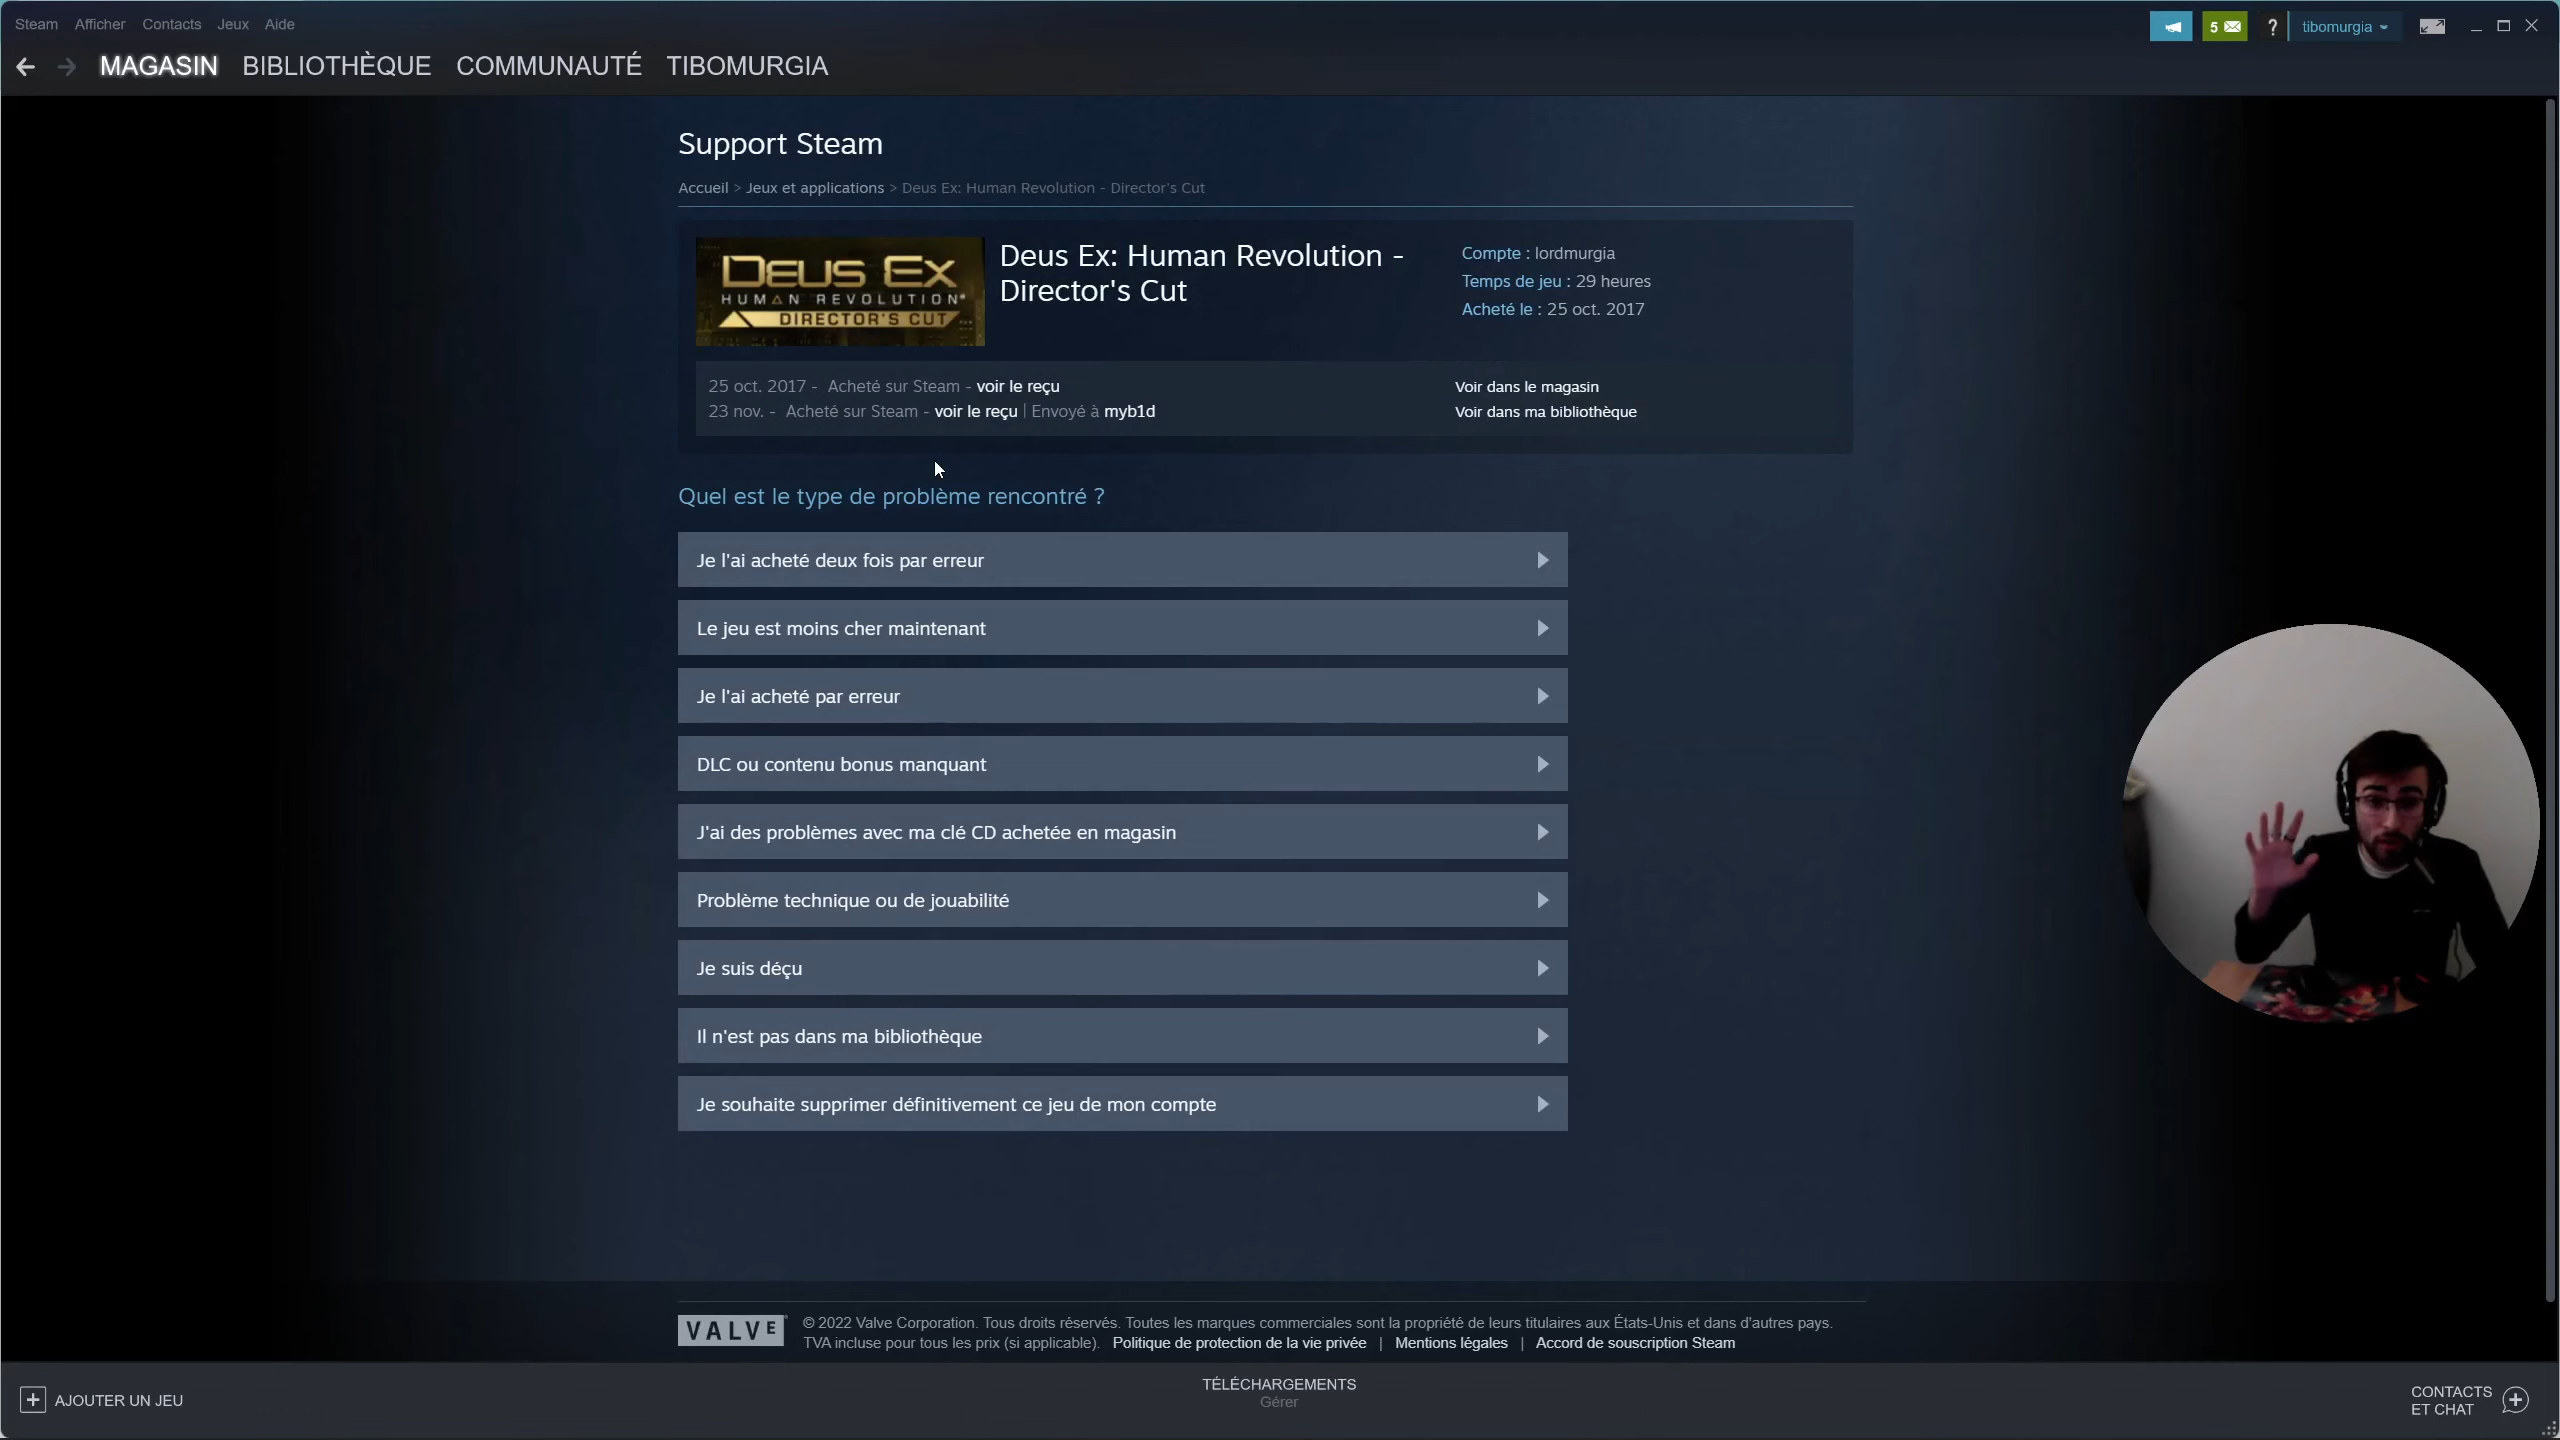 Steam Afficher Contacts Jeux Aide
5 ? tibomurgia
MAGASIN BIBLIOTHÈQUE COMMUNAUTÉ TIBOMURGIA
Support Steam
Accueil > Jeux et applications > Deus Ex: Human Revolution - Director's Cut
DEUS EX
HUMAN REVOLUTION
DIRECTOR'S CUT
Deus Ex: Human Revolution -
Director's Cut
Compte : lordmurgia
Temps de jeu : 29 heures
Acheté le : 25 oct. 2017
25 oct. 2017 - Acheté sur Steam - voir le reçu
23 nov. - Acheté sur Steam - voir le reçu | Envoyé à myb1d
Voir dans le magasin
Voir dans ma bibliothèque
Quel est le type de problème rencontré ?
Je l'ai acheté deux fois par erreur
Le jeu est moins cher maintenant
Je l'ai acheté par erreur
DLC ou contenu bonus manquant
J'ai des problèmes avec ma clé CD achetée en magasin
Problème technique ou de jouabilité
Je suis déçu
Il n'est pas dans ma bibliothèque
Je souhaite supprimer définitivement ce jeu de mon compte
VALVE
© 2022 Valve Corporation. Tous droits réservés. Toutes les marques commerciales sont la propriété de leurs titulaires aux États-Unis et dans d'autres pays.
TVA incluse pour tous les prix (si applicable). Politique de protection de la vie privée | Mentions légales | Accord de souscription Steam
AJOUTER UN JEU
TÉLÉCHARGEMENTS
Gérer
CONTACTS
ET CHAT